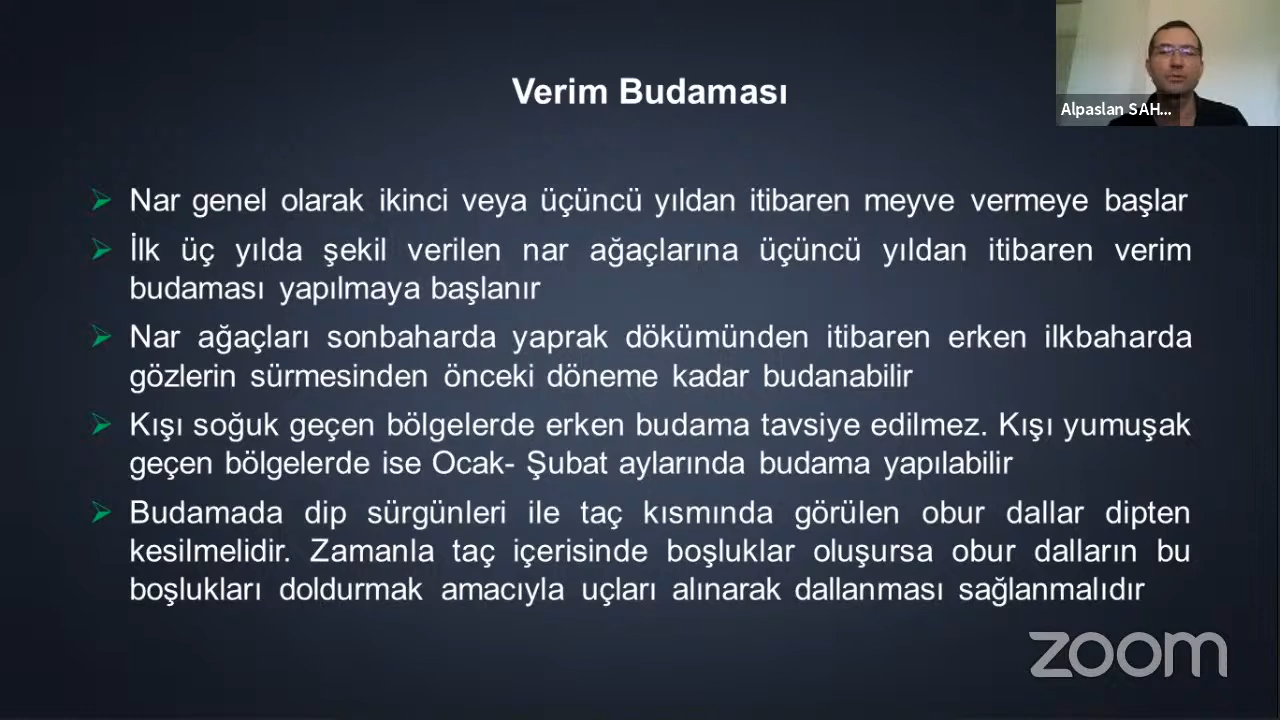 Verim Budaması
Alpaslan SAH...
Nar genel olarak ikinci veya üçüncü yıldan itibaren meyve vermeye başlar
İlk üç yılda şekil verilen nar ağaçlarına üçüncü yıldan itibaren verim
budaması yapılmaya başlanır
Nar ağaçları sonbaharda yaprak dökümünden itibaren erken ilkbaharda
gözlerin sürmesinden önceki döneme kadar budanabilir
Kışı soğuk geçen bölgelerde erken budama tavsiye edilmez. Kışı yumuşak
geçen bölgelerde ise Ocak- Şubat aylarında budama yapılabilir
Budamada dip sürgünleri ile taç kısmında görülen obur dallar dipten
kesilmelidir. Zamanla taç içerisinde boşluklar oluşursa obur dalların bu
boşlukları doldurmak amacıyla uçları alınarak dallanması sağlanmalıdır
zoom